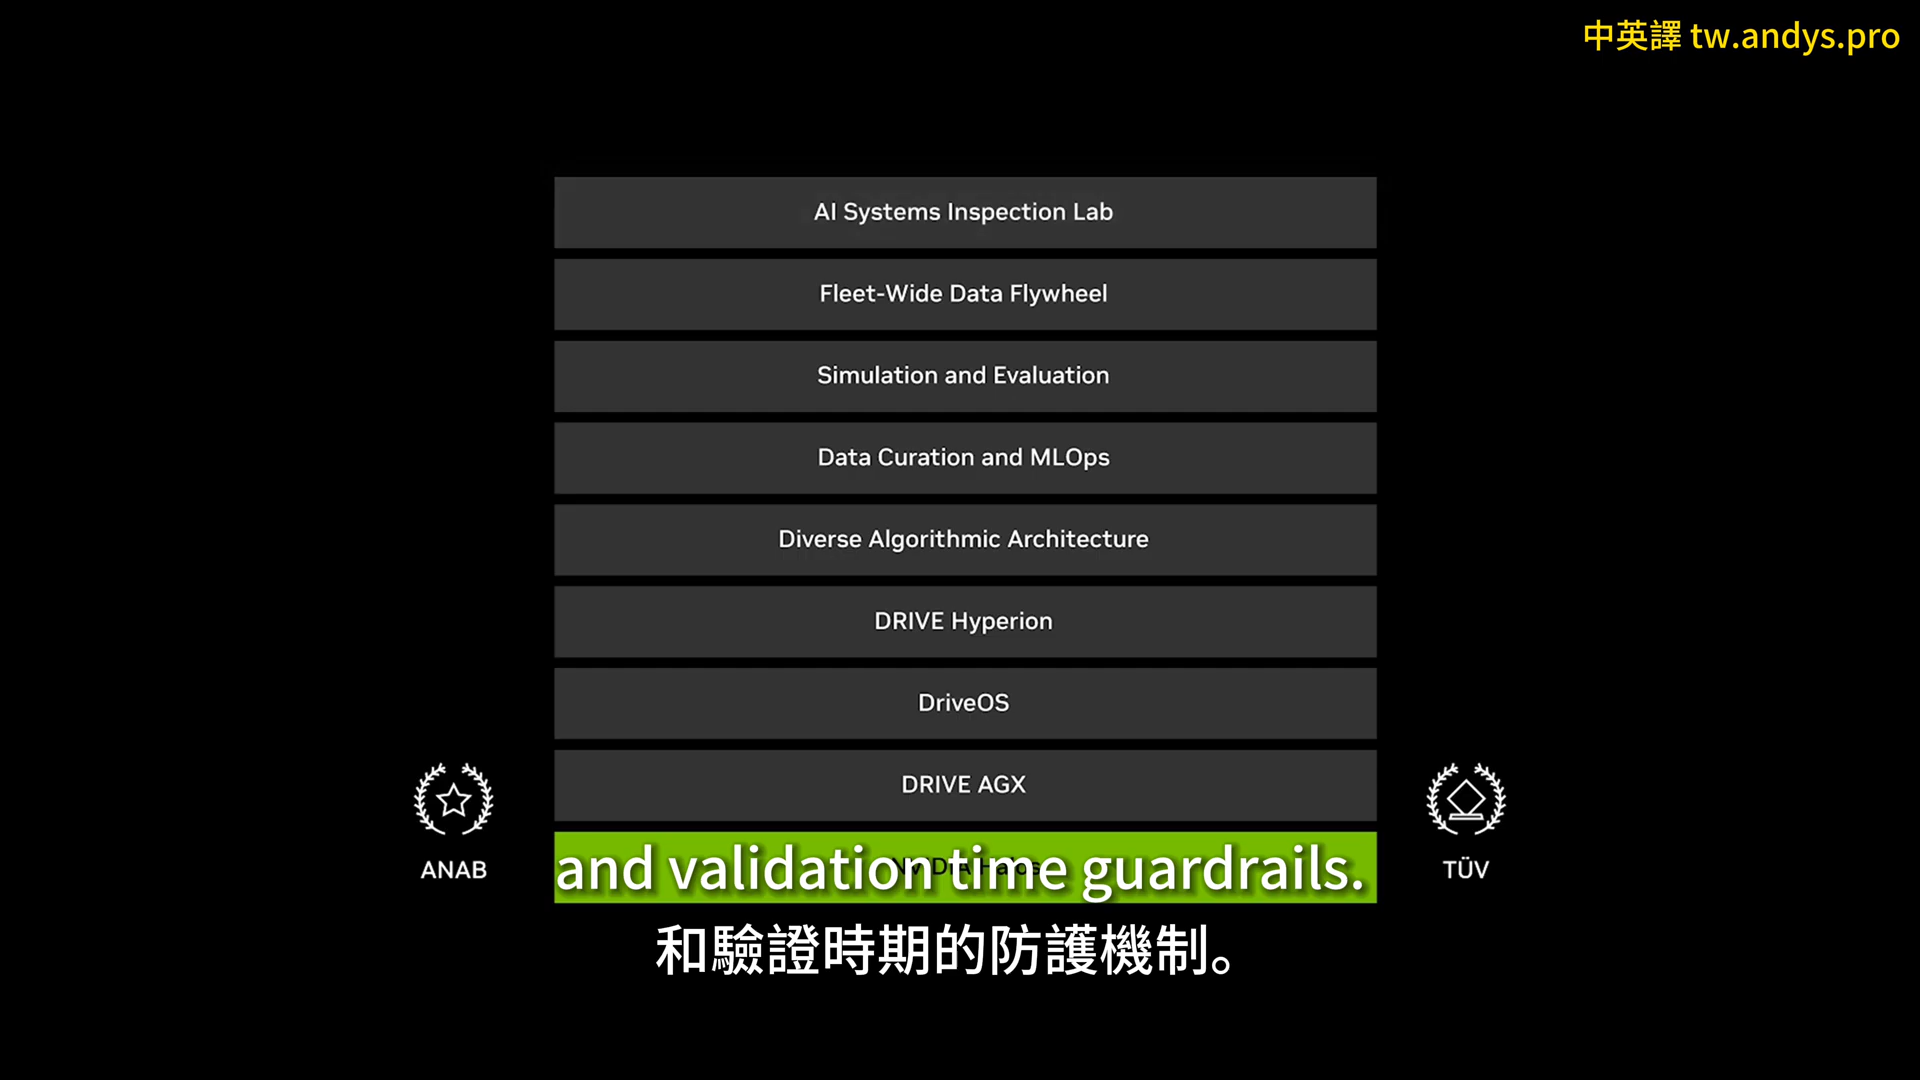 中英譯 tw.andys.pro
AI Systems Inspection Lab
Fleet-Wide Data Flywheel
Simulation and Evaluation
Data Curation and MLOps
Diverse Algorithmic Architecture
DRIVE Hyperion
DriveOS
DRIVE AGX
ANAB
and validation time guardrails.
TÜV
和驗證時期的防護機制。